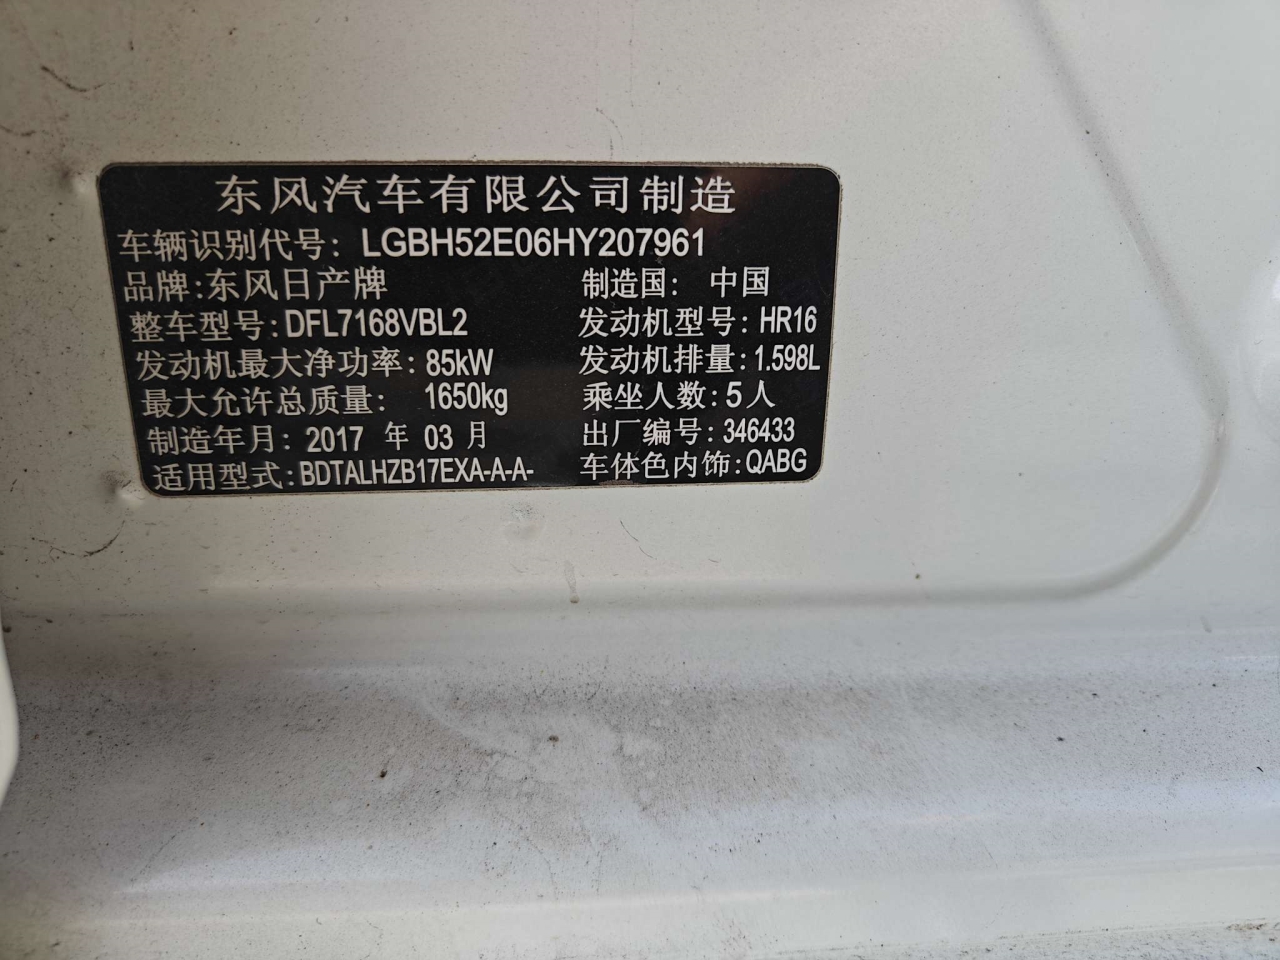 东风汽车有限公司制造
车辆识别代号: LGBH52E06HY207961
品牌:东风日产牌 制造国: 中国
整车型号:DFL7168VBL2 发动机型号:HR16
发动机最大净功率:85kW 发动机排量:1.598L
最大允许总质量: 1650kg 乘坐人数:5人
制造年月: 2017 年 03 月 出厂编号:346433
适用型式:BDTALHZB17EXA-A-A- 车体色内饰:QABG